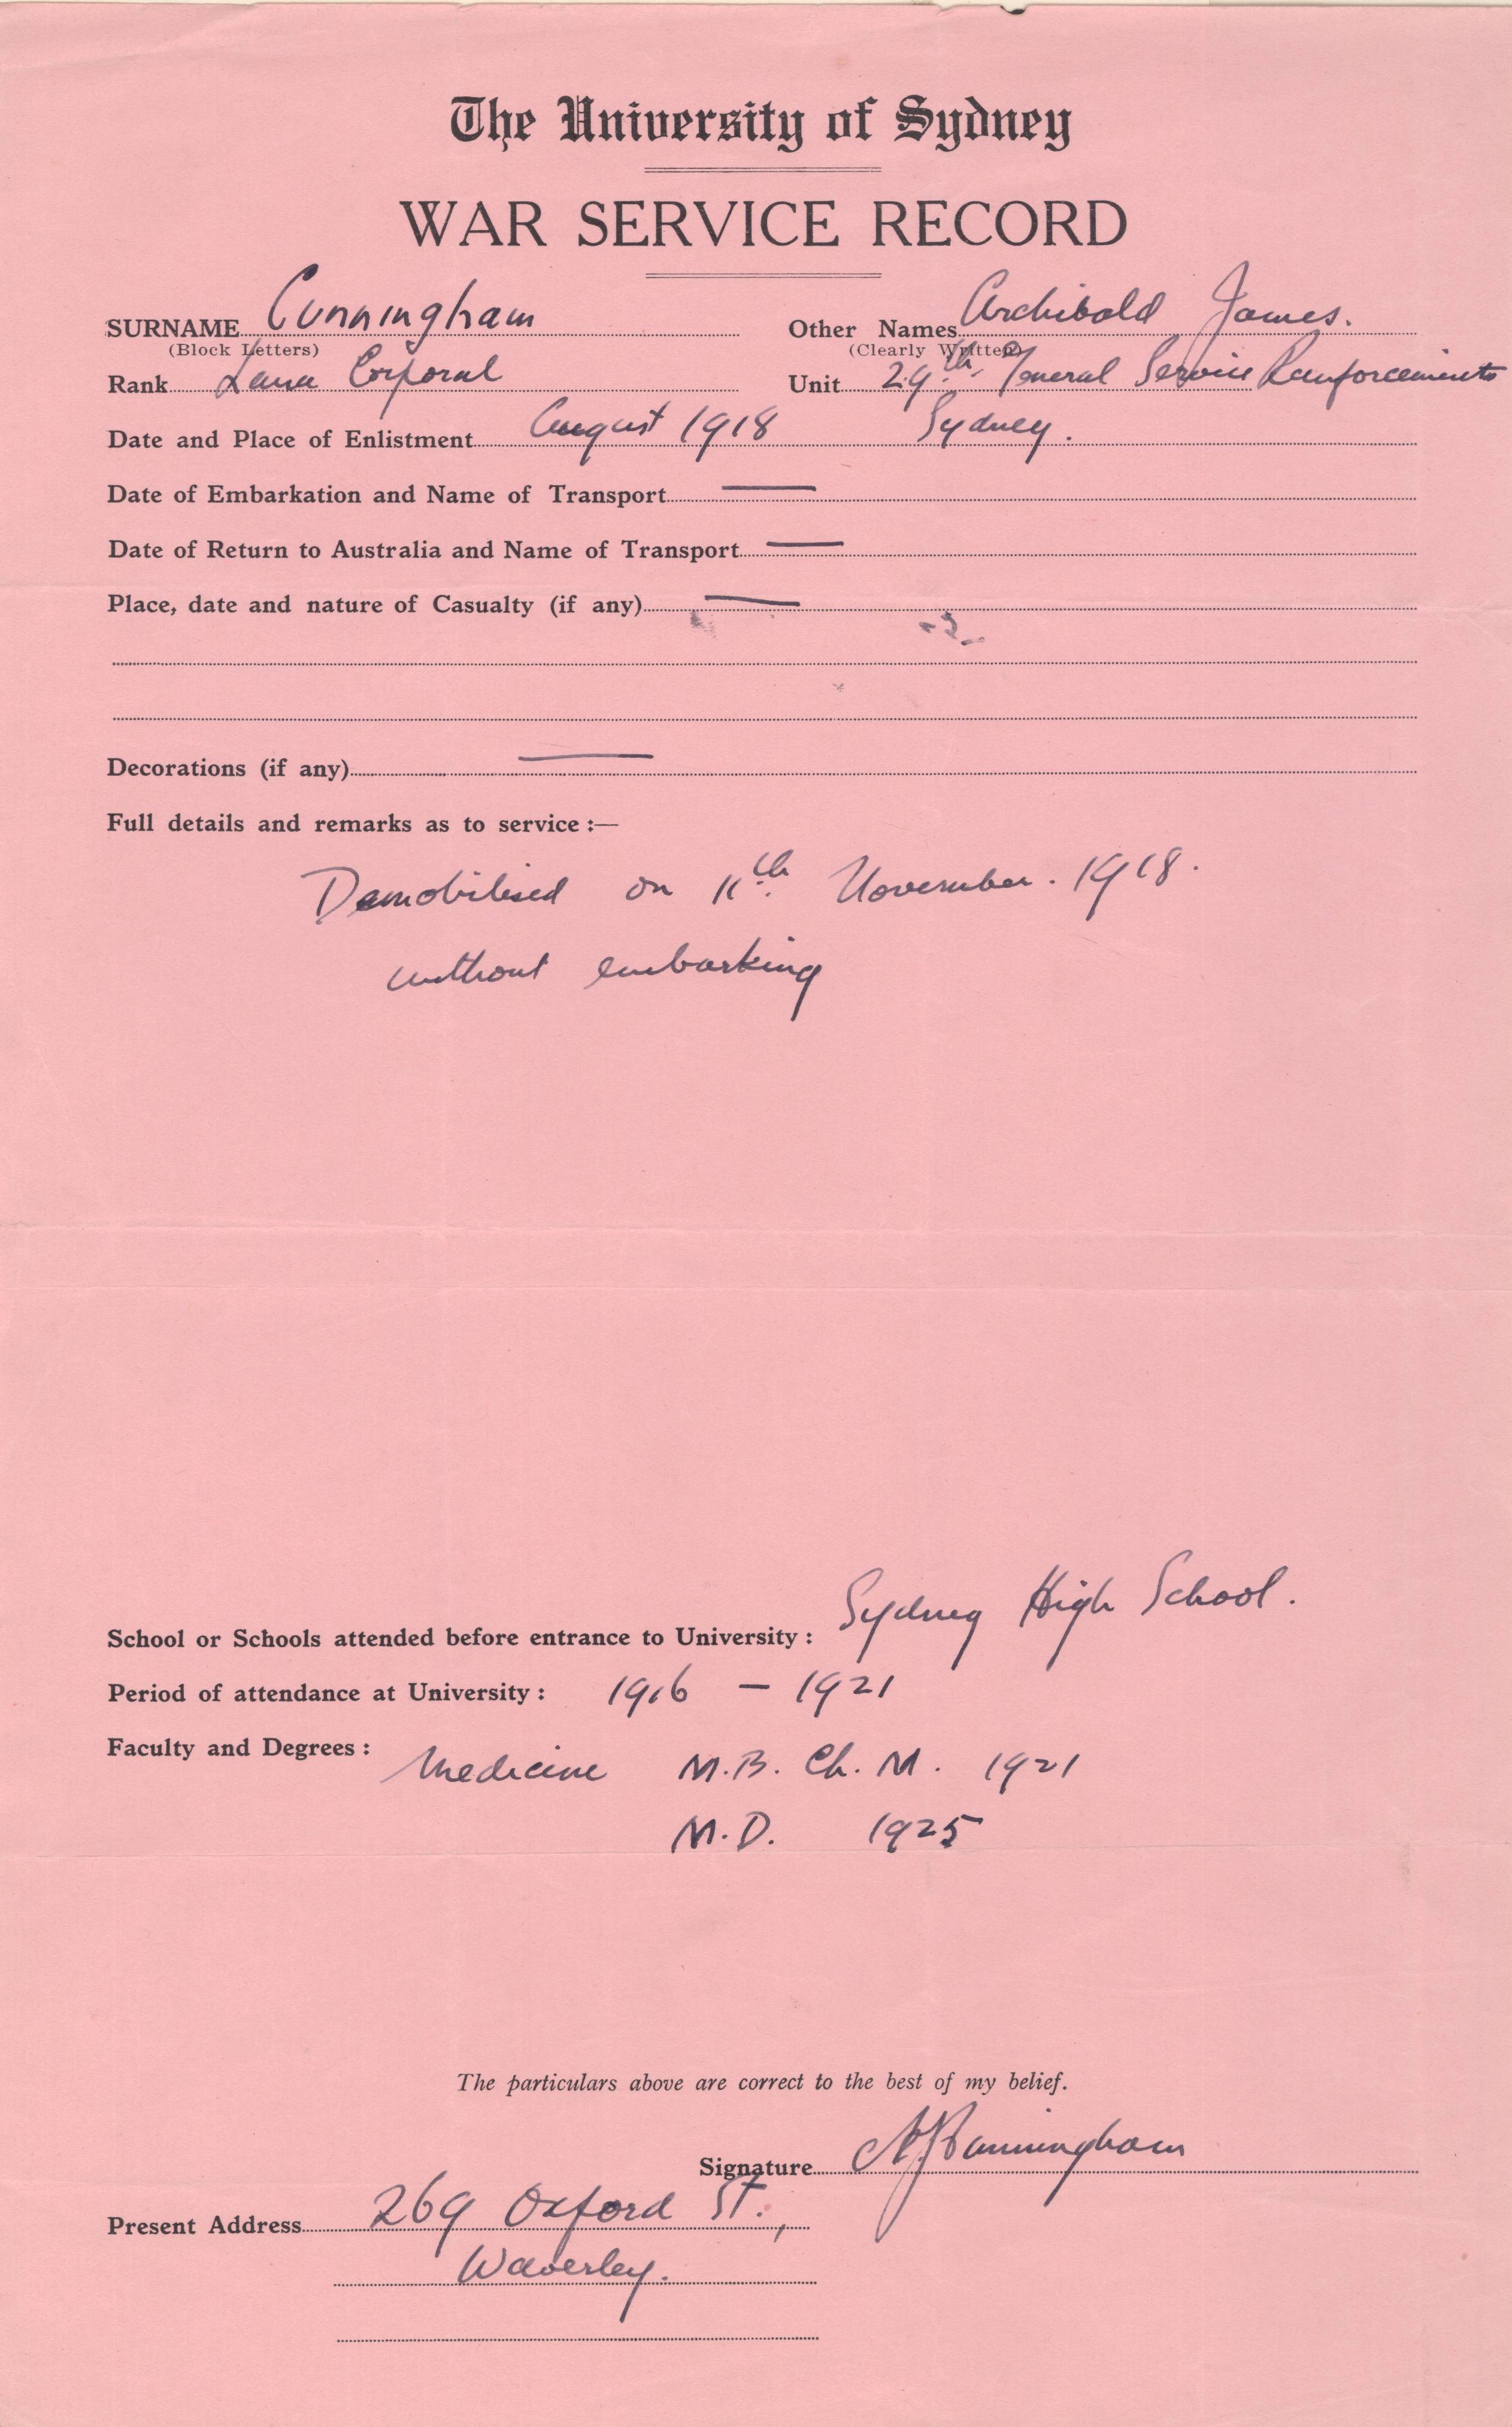 The University of Sydney
WAR SERVICE RECORD
SURNAME Cunningham Other Names Archibald James.
(Block Letters) (Clearly Written)
Rank Lance Corporal Unit 29th General Service Reinforcements
Date and Place of Enlistment August 1918 Sydney.
Date of Embarkation and Name of Transport —
Date of Return to Australia and Name of Transport —
Place, date and nature of Casualty (if any) —
Decorations (if any) —
Full details and remarks as to service :—
Demobilised on 11th November. 1918.
without embarking
School or Schools attended before entrance to University : Sydney High School.
Period of attendance at University : 1916 — 1921
Faculty and Degrees : Medicine M.B. Ch. M. 1921
M.D. 1925
The particulars above are correct to the best of my belief.
Signature AJCunningham
Present Address 269 Oxford St.,
Waverley.